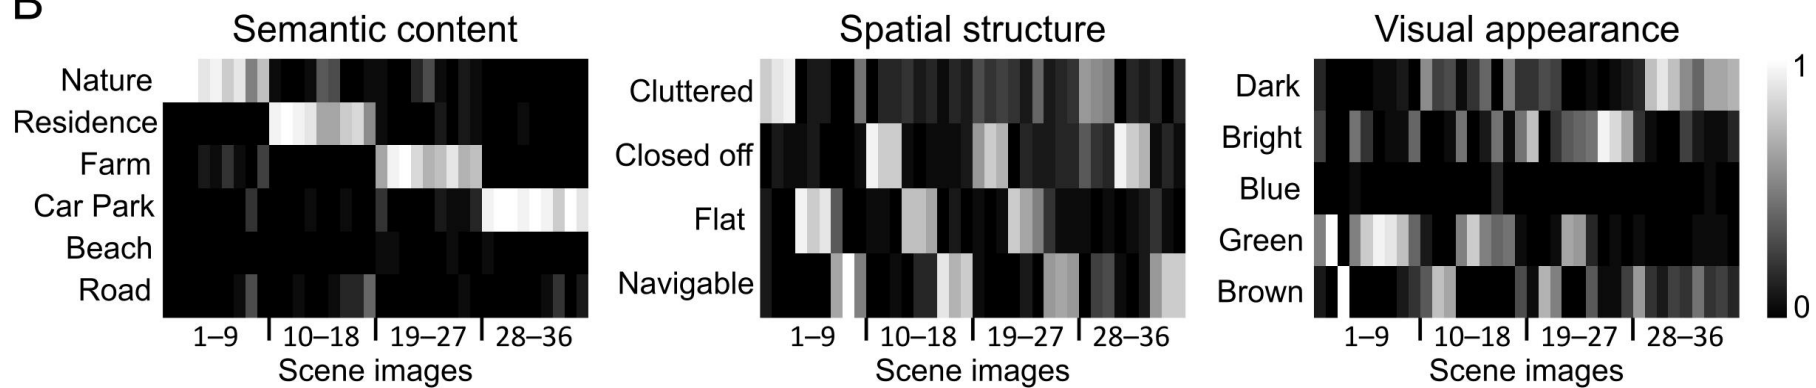 B
Semantic content
Nature
Residence
Farm
Car Park
Beach
Road
1–9 10–18 19–27 28–36
Scene images
Spatial structure
Cluttered
Closed off
Flat
Navigable
1–9 10–18 19–27 28–36
Scene images
Visual appearance
Dark
Bright
Blue
Green
Brown
1–9 10–18 19–27 28–36
Scene images
1
0